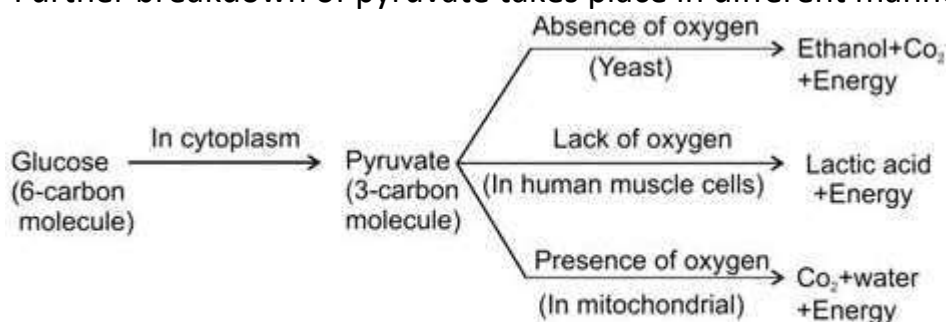 Further breakdown of pyruvate takes place in different mann
Absence of oxygen
(Yeast)
Ethanol+Co₂
+Energy
In cytoplasm
Glucose
(6-carbon
molecule)
Pyruvate
(3-carbon
molecule)
Lack of oxygen
(In human muscle cells)
Lactic acid
+Energy
Presence of oxygen
(In mitochondrial)
Co₂+water
+Energy